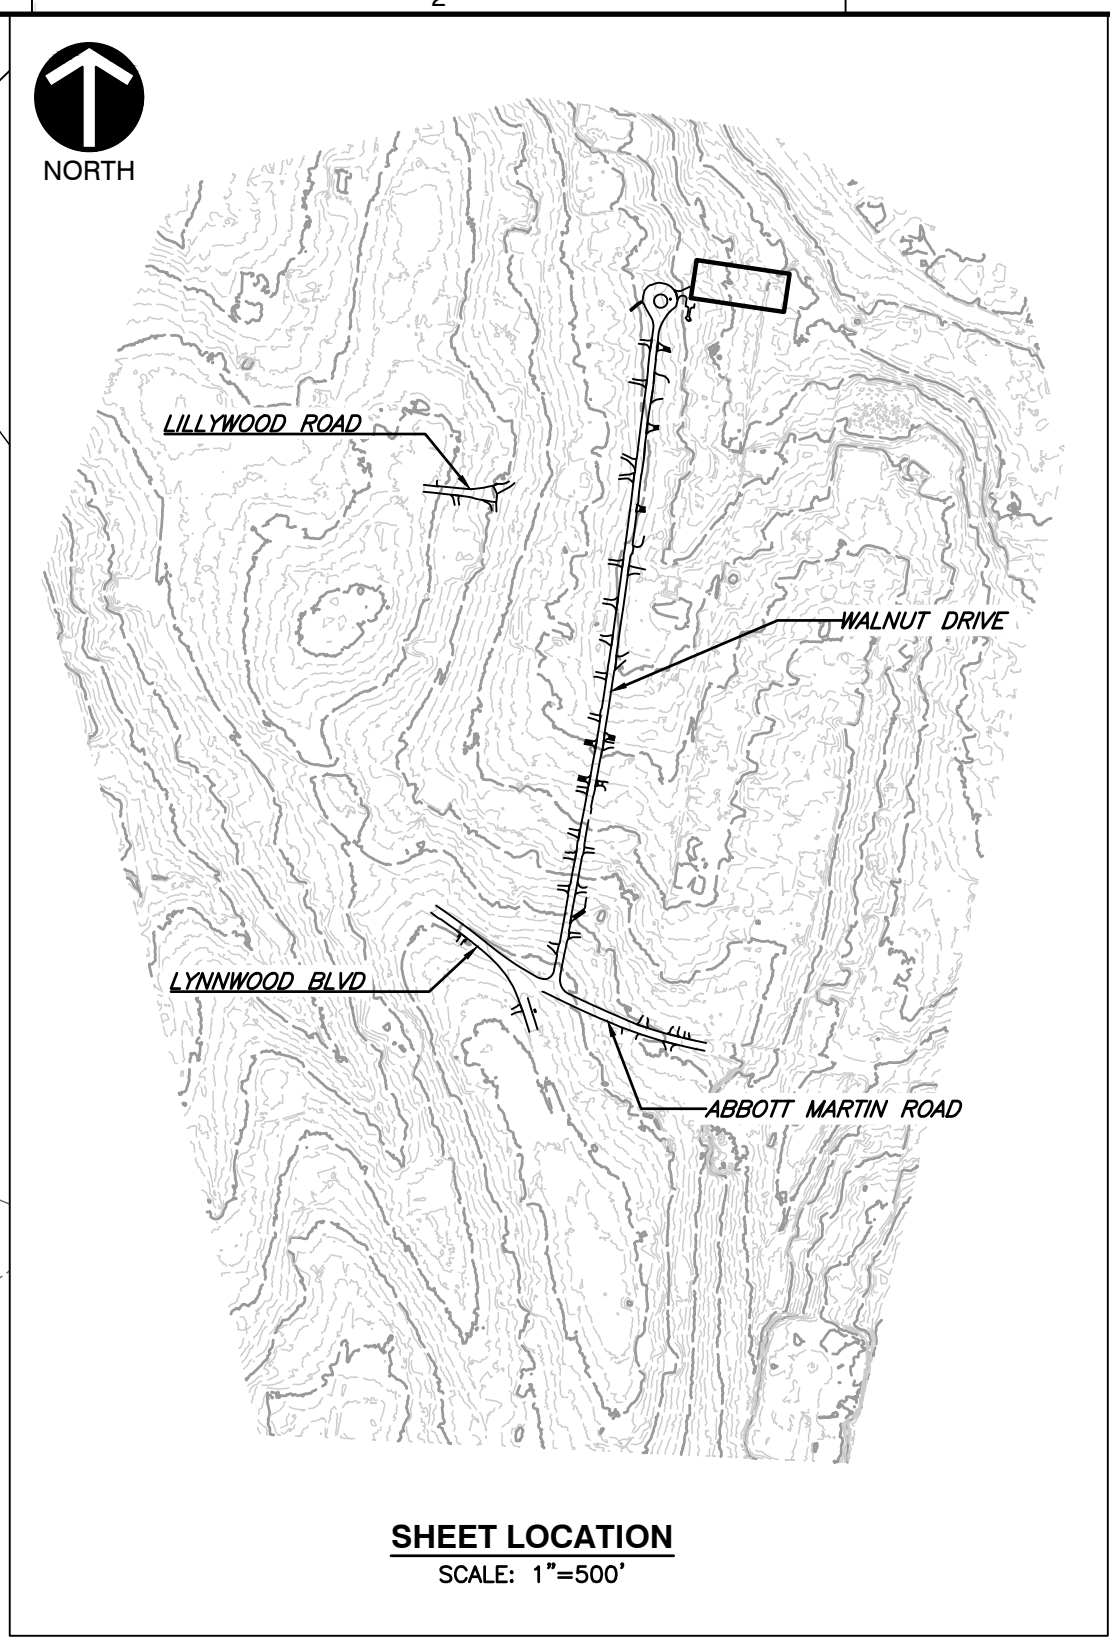 NORTH
LILLYWOOD ROAD
WALNUT DRIVE
LYNNWOOD BLVD
ABBOTT MARTIN ROAD
SHEET LOCATION
SCALE: 1"=500'